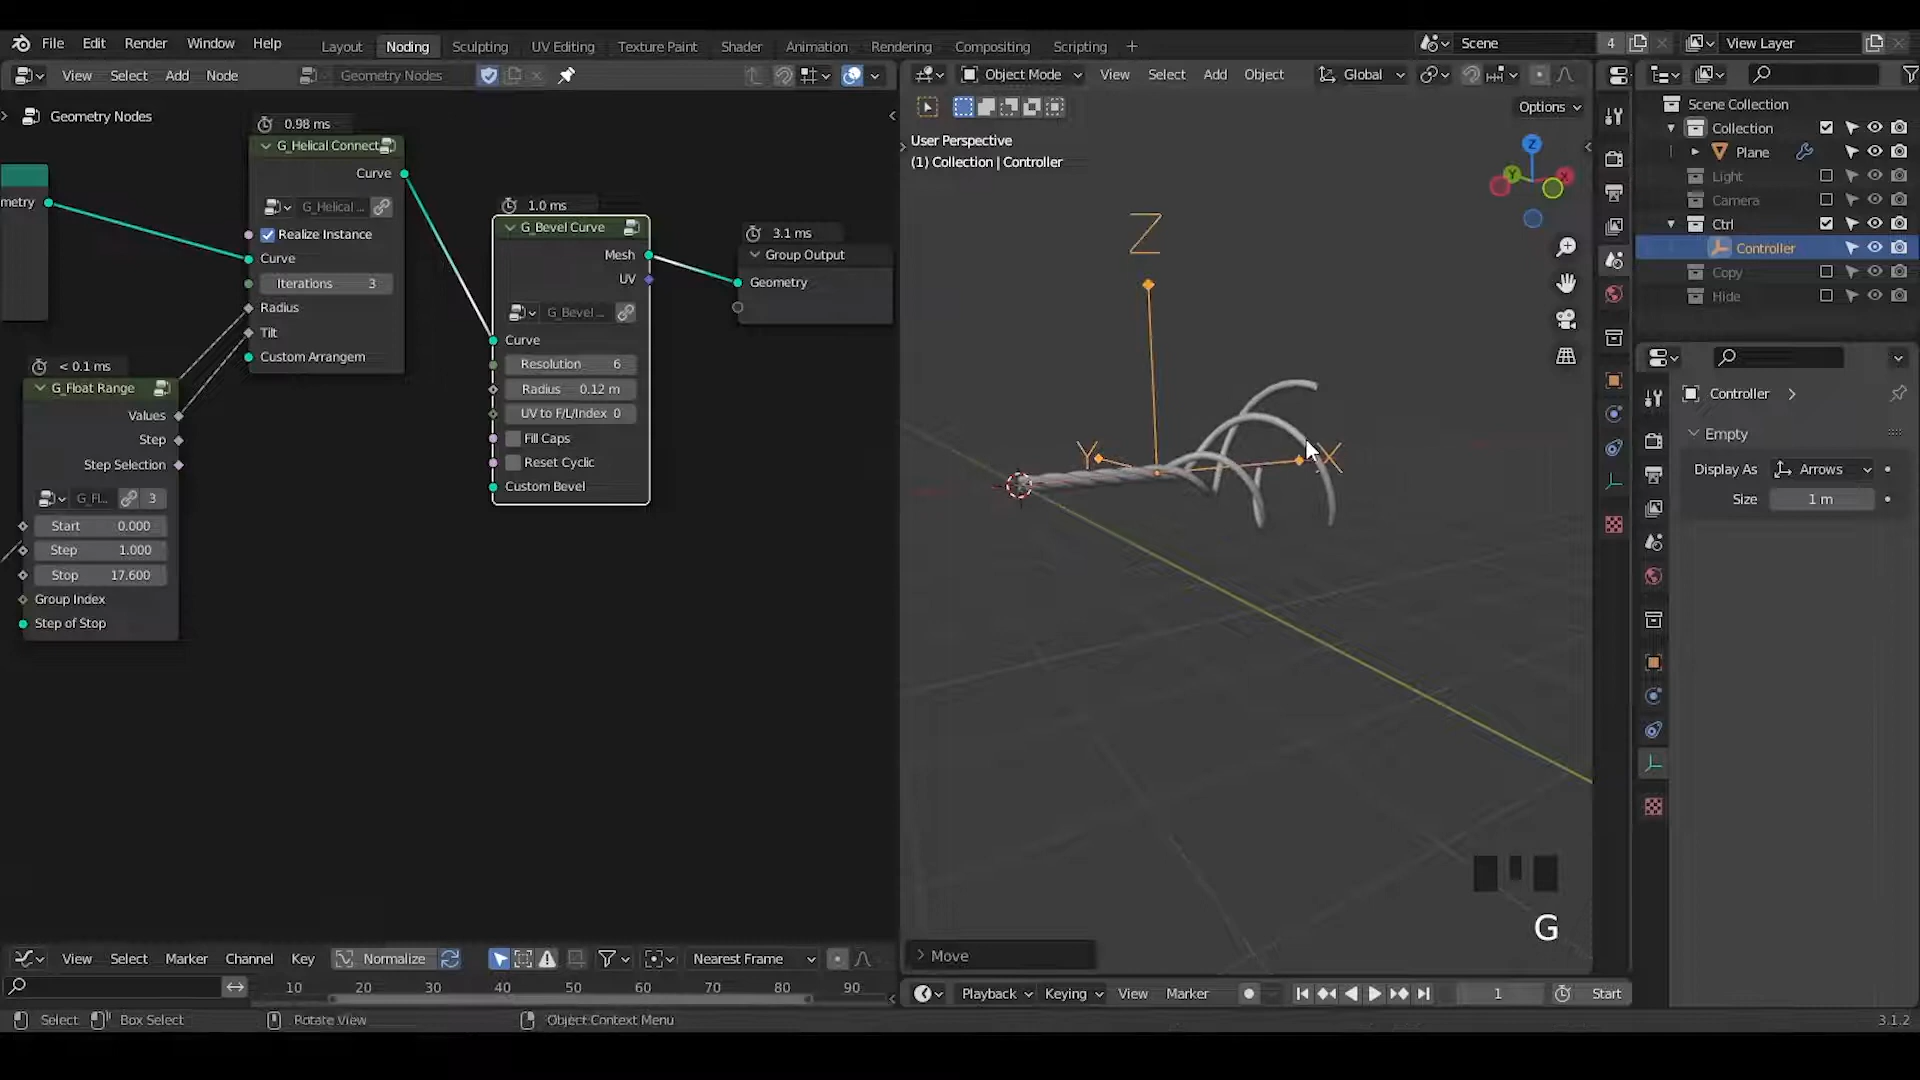 File Edit Render Window Help Layout Noding Sculpting UV Editing Texture Paint Shader Animation Rendering Compositing Scripting + Scene 4 View Layer
View Select Add Node Geometry Nodes
Object Mode View Select Add Object Global
Options
Geometry Nodes
0.98 ms
G_Helical Connect
Curve
G_Helical ...
Realize Instance
Curve
Iterations 3
Radius
Tilt
Custom Arrangem
metry
< 0.1 ms
G_Float Range
Values
Step
Step Selection
G_Fl... 3
Start 0.000
Step 1.000
Stop 17.600
Group Index
Step of Stop
1.0 ms
G_Bevel Curve
Mesh
UV
G_Bevel ...
Curve
Resolution 6
Radius 0.12 m
UV to F/L/Index 0
Fill Caps
Reset Cyclic
Custom Bevel
3.1 ms
Group Output
Geometry
User Perspective
(1) Collection | Controller
Z
Y
X
Z
Y
X
G
> Move
Scene Collection
Collection
Plane
Light
Camera
Ctrl
Controller
Copy
Hide
Controller
Empty
Display As Arrows
Size 1 m
View Select Marker Channel Key Normalize Nearest Frame
10 20 30 40 50 60 70 80 90
Playback Keying View Marker 1 Start
Select Box Select Rotate View Object Context Menu 3.1.2